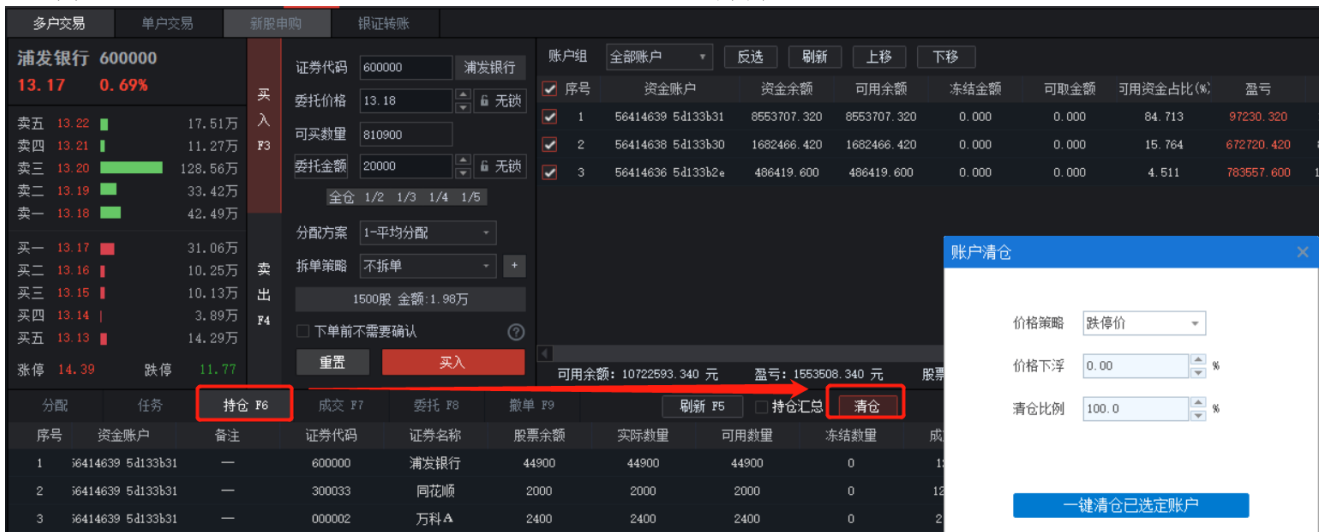 多户交易 单户交易 新股申购 银证转账
浦发银行 600000
13.17 0.69%
卖五 13.22 17.51万
卖四 13.21 11.27万
卖三 13.20 128.56万
卖二 13.19 33.42万
卖一 13.18 42.49万
买一 13.17 31.06万
买二 13.16 10.25万
买三 13.15 10.13万
买四 13.14 3.89万
买五 13.13 14.29万
涨停 14.39 跌停 11.77
买入 F3
卖出 F4
证券代码 600000 浦发银行
委托价格 13.18 无锁
可买数量 810900
委托金额 20000 无锁
全仓 1/2 1/3 1/4 1/5
分配方案 1-平均分配
拆单策略 不拆单 +
1500股 金额:1.98万
下单前不需要确认 ?
重置 买入
账户组 全部账户 反选 刷新 上移 下移
序号 资金账户 资金余额 可用余额 冻结金额 可取金额 可用资金占比(%) 盈亏
1 56414639 5d133b31 8553707.320 8553707.320 0.000 0.000 84.713 97230.320
2 56414638 5d133b30 1682466.420 1682466.420 0.000 0.000 15.764 672720.420
3 56414636 5d133b2e 486419.600 486419.600 0.000 0.000 4.511 783557.600
可用余额: 10722593.340 元 盈亏: 1553508.340 元 股票
分配 任务 持仓 F6 成交 F7 委托 F8 撤单 F9 刷新 F5 持仓汇总 清仓
序号 资金账户 备注 证券代码 证券名称 股票余额 实际数量 可用数量 冻结数量 成
1 56414639 5d133b31 — 600000 浦发银行 44900 44900 44900 0 1
2 56414639 5d133b31 — 300033 同花顺 2000 2000 2000 0 12
3 56414639 5d133b31 — 000002 万科A 2400 2400 2400 0 2
账户清仓 ×
价格策略 跌停价
价格下浮 0.00 %
清仓比例 100.0 %
一键清仓已选定账户